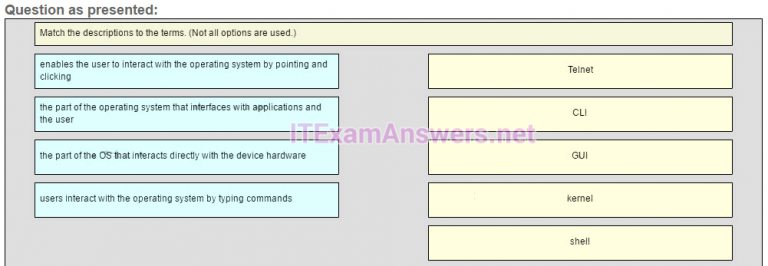 Question as presented:
Match the descriptions to the terms. (Not all options are used.)
enables the user to interact with the operating system by pointing and
clicking
Telnet
the part of the operating system that interfaces with applications and
the user
CLI
ITExamAnswers.net
the part of the OS that interacts directly with the device hardware
GUI
users interact with the operating system by typing commands
kernel
shell